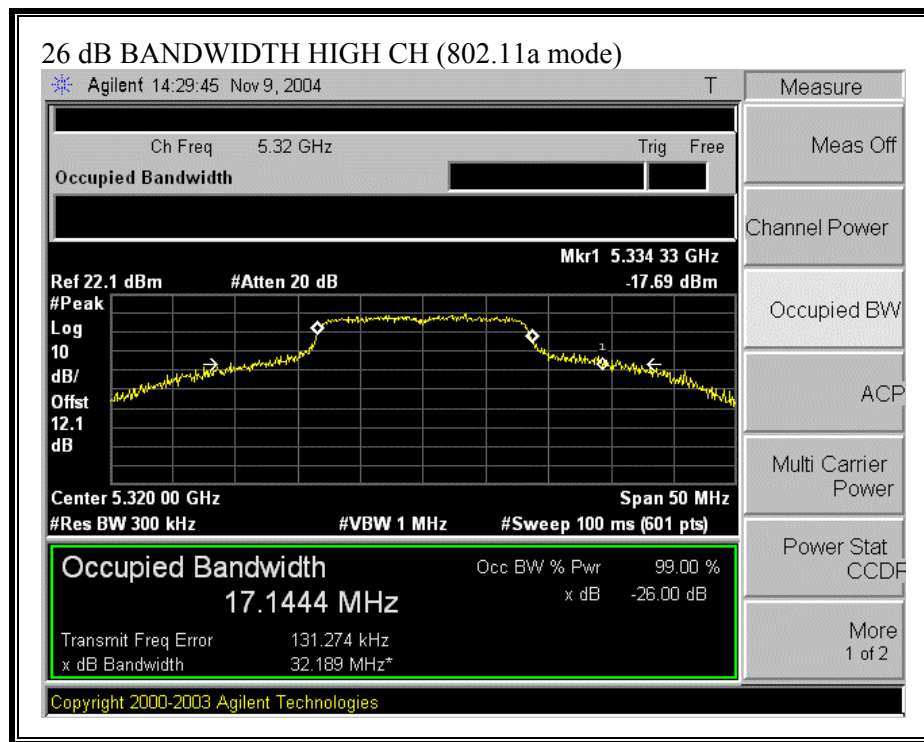 26 dB BANDWIDTH HIGH CH (802.11a mode)
Agilent 14:29:45 Nov 9, 2004 T
Measure
Ch Freq 5.32 GHz Trig Free
Occupied Bandwidth
Meas Off
Channel Power
Occupied BW
ACP
Multi Carrier
Power
Power Stat
CCDF
More
1 of 2
Mkr1 5.334 33 GHz
Ref 22.1 dBm #Atten 20 dB -17.69 dBm
#Peak
Log
10
dB/
Offst
12.1
dB
1
Center 5.320 00 GHz Span 50 MHz
#Res BW 300 kHz #VBW 1 MHz #Sweep 100 ms (601 pts)
Occupied Bandwidth
17.1444 MHz
Occ BW % Pwr 99.00 %
x dB -26.00 dB
Transmit Freq Error 131.274 kHz
x dB Bandwidth 32.189 MHz*
Copyright 2000-2003 Agilent Technologies